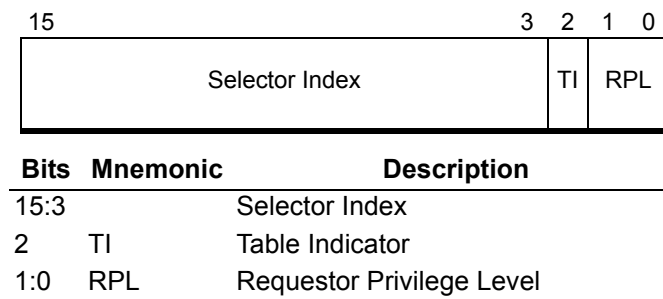 15 3 2 1 0
Selector Index TI RPL
Bits Mnemonic Description
15:3 Selector Index
2 TI Table Indicator
1:0 RPL Requestor Privilege Level